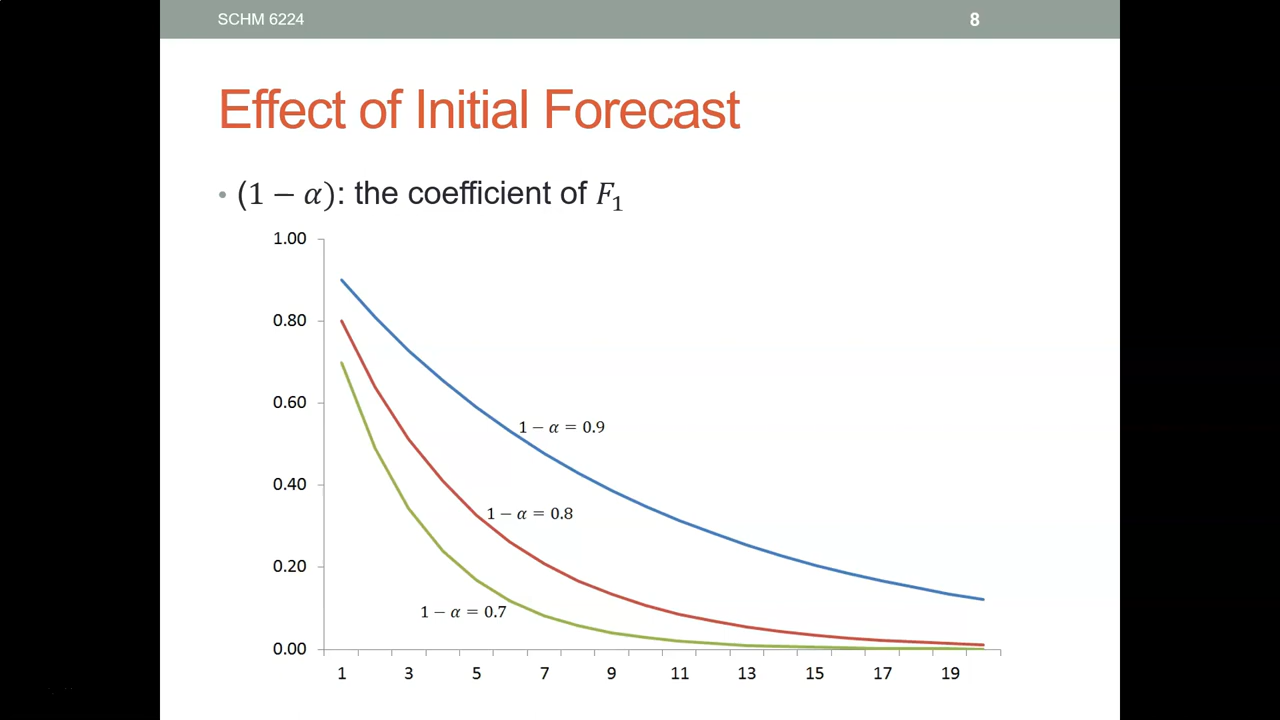 SCHM 6224
8
Effect of Initial Forecast
• (1 − α): the coefficient of F₁
1.00
0.80
0.60
0.40
0.20
0.00
1 − α = 0.9
1 − α = 0.8
1 − α = 0.7
1 3 5 7 9 11 13 15 17 19